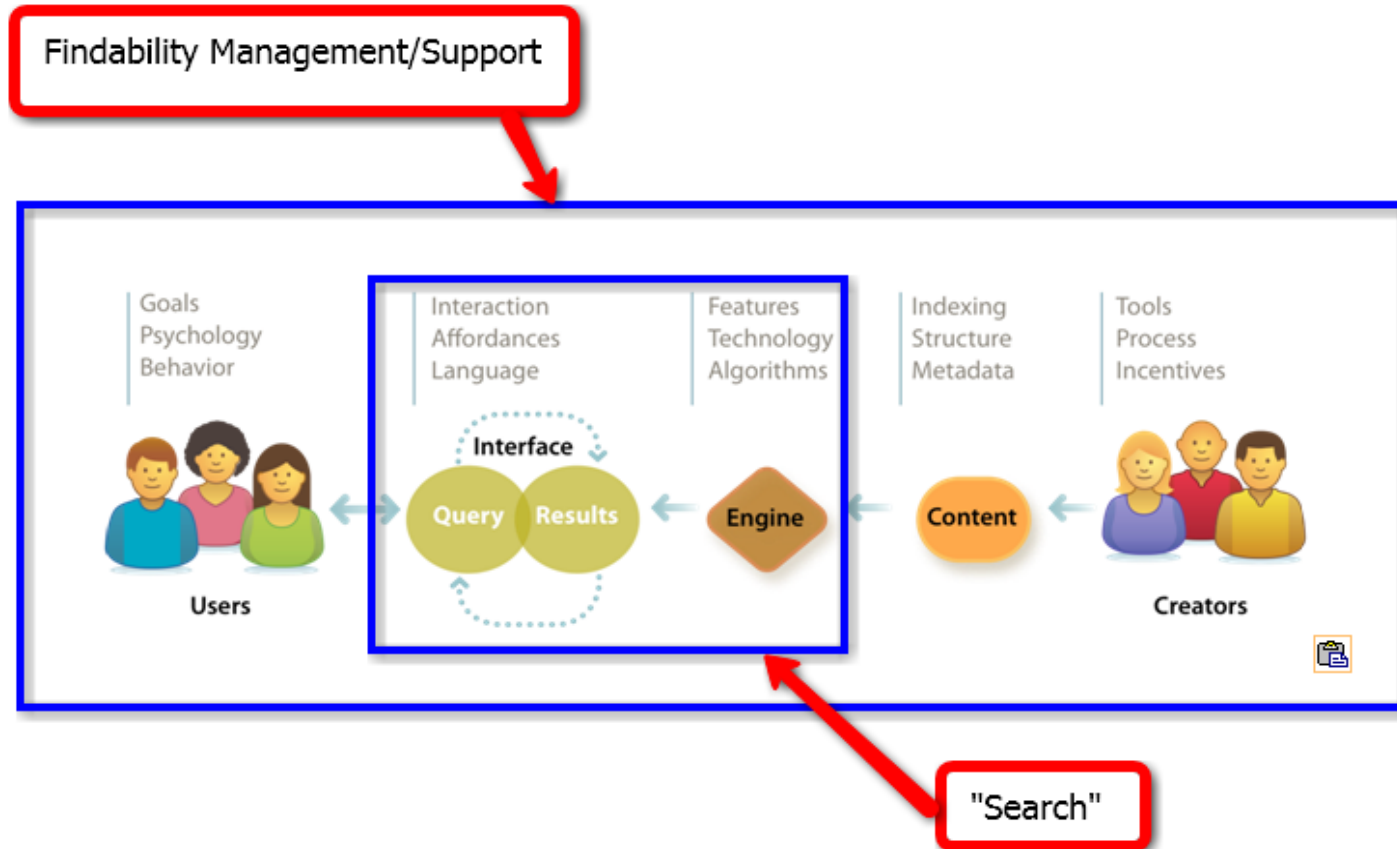 Findability Management/Support
Goals
Psychology
Behavior
Interaction
Affordances
Language
Features
Technology
Algorithms
Indexing
Structure
Metadata
Tools
Process
Incentives
Interface
Query
Results
Engine
Content
Users
Creators
"Search"